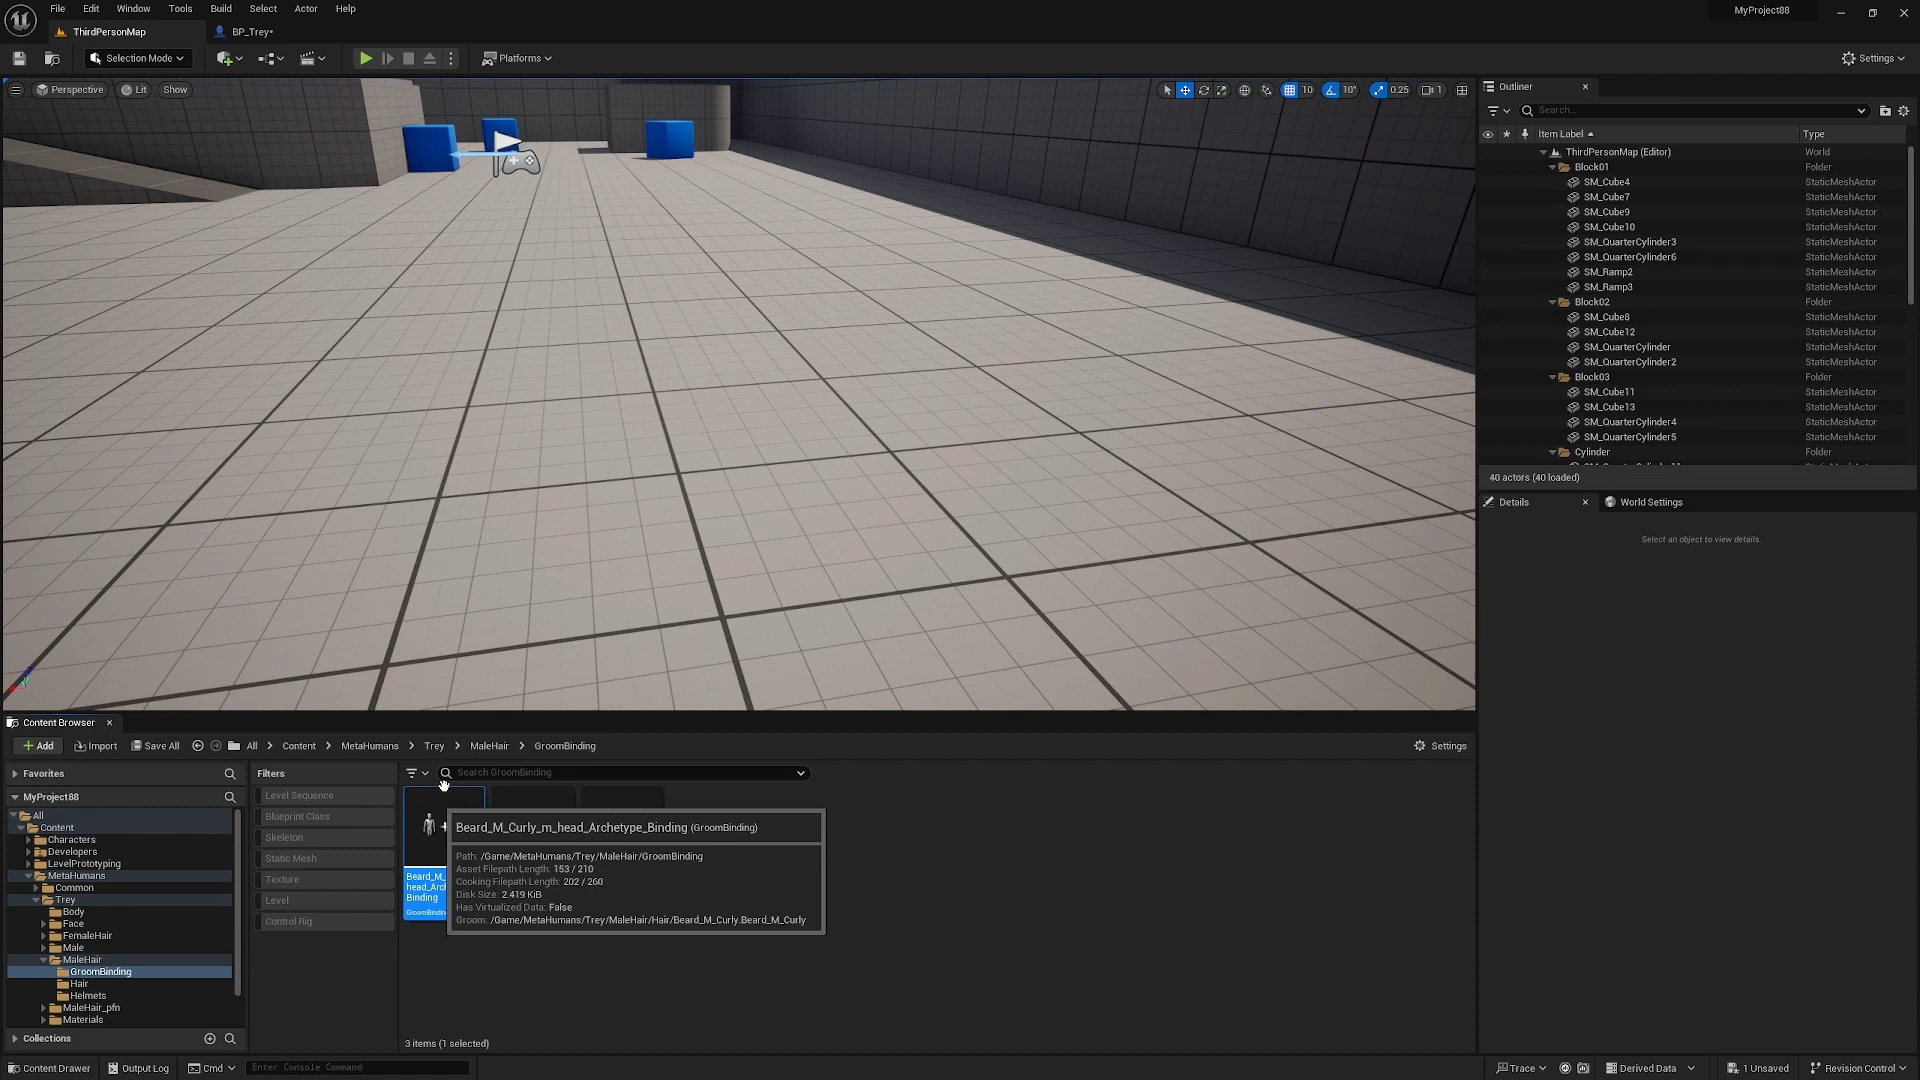 File Edit Window Tools Build Select Actor Help
MyProject88
ThirdPersonMap
BP_Trey•
Selection Mode
Platforms
Settings
Perspective Lit Show
10 10° 0.25 1
Outliner
Search...
Item Label Type
ThirdPersonMap (Editor) World
Block01 Folder
SM_Cube4 StaticMeshActor
SM_Cube7 StaticMeshActor
SM_Cube9 StaticMeshActor
SM_Cube10 StaticMeshActor
SM_QuarterCylinder3 StaticMeshActor
SM_QuarterCylinder6 StaticMeshActor
SM_Ramp2 StaticMeshActor
SM_Ramp3 StaticMeshActor
Block02 Folder
SM_Cube8 StaticMeshActor
SM_Cube12 StaticMeshActor
SM_QuarterCylinder StaticMeshActor
SM_QuarterCylinder2 StaticMeshActor
Block03 Folder
SM_Cube11 StaticMeshActor
SM_Cube13 StaticMeshActor
SM_QuarterCylinder4 StaticMeshActor
SM_QuarterCylinder5 StaticMeshActor
Cylinder Folder
40 actors (40 loaded)
Details
World Settings
Select an object to view details.
Content Browser
Add Import Save All All Content MetaHumans Trey MaleHair GroomBinding
Settings
Favorites
MyProject88
All
Content
Characters
Developers
LevelPrototyping
MetaHumans
Common
Trey
Body
Face
FemaleHair
Male
MaleHair
GroomBinding
Hair
Helmets
MaleHair_pfn
Materials
Collections
Filters
Level Sequence
Blueprint Class
Skeleton
Static Mesh
Texture
Level
Control Rig
Search GroomBinding
Beard_M_
head_Arch
Binding
Beard_M_Curly_m_head_Archetype_Binding (GroomBinding)
Path: /Game/MetaHumans/Trey/MaleHair/GroomBinding
Asset Filepath Length: 153 / 210
Cooking Filepath Length: 202 / 260
Disk Size: 2.419 KiB
Has Virtualized Data: False
Groom: /Game/MetaHumans/Trey/MaleHair/Hair/Beard_M_Curly.Beard_M_Curly
3 items (1 selected)
Content Drawer Output Log Cmd Enter Console Command
Trace Derived Data 1 Unsaved Revision Control